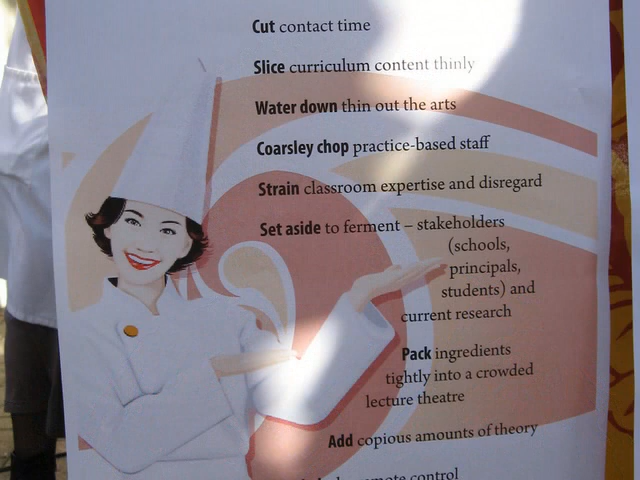 Cut contact time
Slice curriculum content thinly
Water down thin out the arts
Coarsley chop practice-based staff
Strain classroom expertise and disregard
Set aside to ferment – stakeholders
(schools,
principals,
students) and
current research
Pack ingredients
tightly into a crowded
lecture theatre
Add copious amounts of theory
remote control